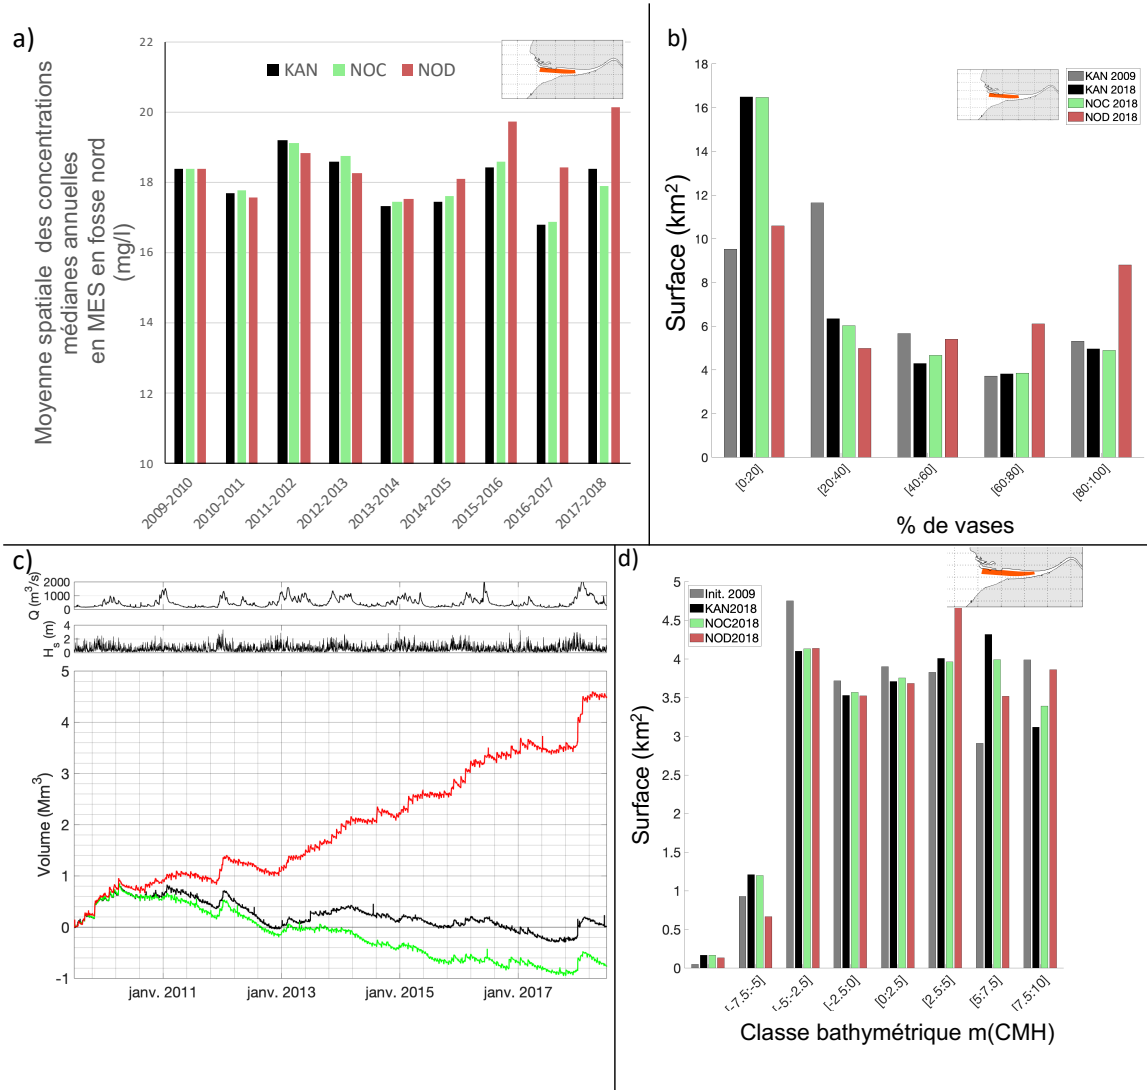 a)
Moyenne spatiale des concentrations
médianes annuelles
en MES en fosse nord
(mg/l)
22
20
18
16
14
12
10
KAN
NOC
NOD
2009-2010
2010-2011
2011-2012
2012-2013
2013-2014
2014-2015
2015-2016
2016-2017
2017-2018
b)
Surface (km²)
18
16
14
12
10
8
6
4
2
0
KAN 2009
KAN 2018
NOC 2018
NOD 2018
[0:20]
[20:40]
[40:60]
[60:80]
[80:100]
% de vases
c)
Q (m³/s)
2000
1000
0
Hs (m)
4
2
0
Volume (Mm³)
5
4
3
2
1
0
-1
janv. 2011
janv. 2013
janv. 2015
janv. 2017
d)
Surface (km²)
5
4.5
4
3.5
3
2.5
2
1.5
1
0.5
0
Init. 2009
KAN2018
NOC2018
NOD2018
[-7.5:-5]
[-5:-2.5]
[-2.5:0]
[0:2.5]
[2.5:5]
[5:7.5]
[7.5:10]
Classe bathymétrique m(CMH)